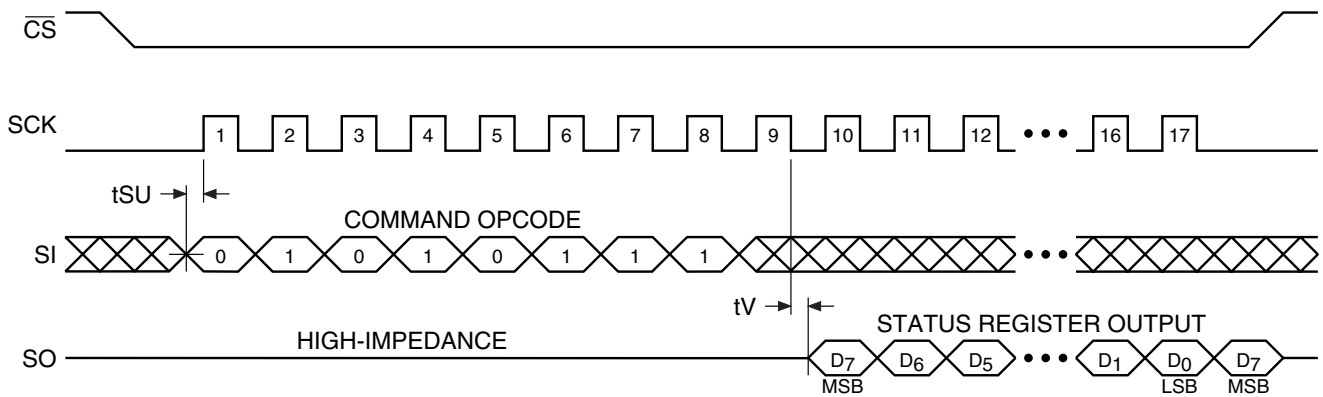 CS
SCK 1 2 3 4 5 6 7 8 9 10 11 12 ••• 16 17
tSU
COMMAND OPCODE
SI 0 1 0 1 0 1 1 1 •••
tV
HIGH-IMPEDANCE STATUS REGISTER OUTPUT
SO D7 D6 D5 ••• D1 D0 D7
MSB LSB MSB